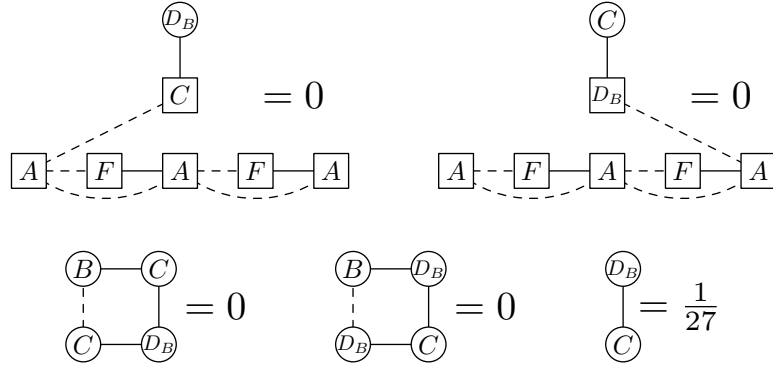 D_B C
C = 0 D_B = 0
A F A F A A F A F A
B C = 0 B D_B = 0 D_B = 1/27
C D_B D_B C C